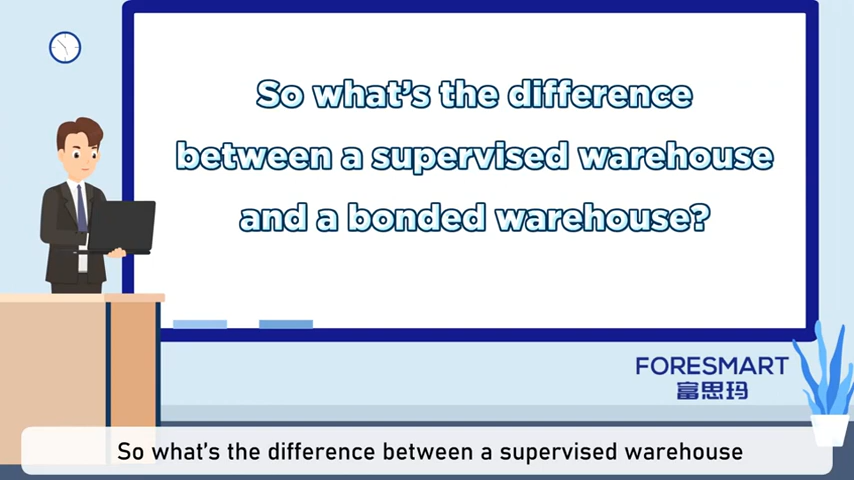 So what's the difference
between a supervised warehouse
and a bonded warehouse?
FORESMART
富思玛
So what's the difference between a supervised warehouse